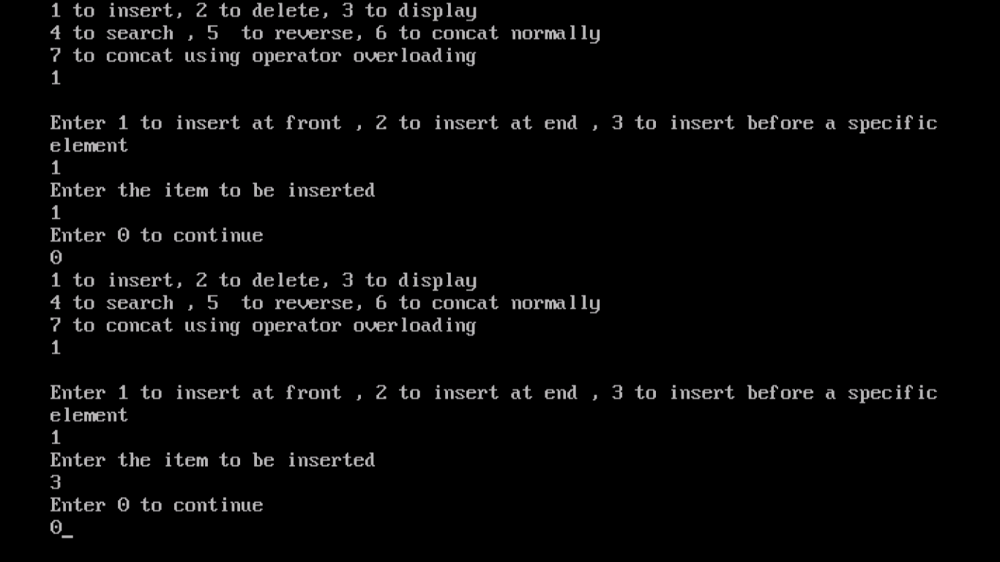 1 to insert, 2 to delete, 3 to display
4 to search , 5  to reverse, 6 to concat normally
7 to concat using operator overloading
1
Enter 1 to insert at front , 2 to insert at end , 3 to insert before a specific
element
1
Enter the item to be inserted
1
Enter 0 to continue
0
1 to insert, 2 to delete, 3 to display
4 to search , 5  to reverse, 6 to concat normally
7 to concat using operator overloading
1
Enter 1 to insert at front , 2 to insert at end , 3 to insert before a specific
element
1
Enter the item to be inserted
3
Enter 0 to continue
0_